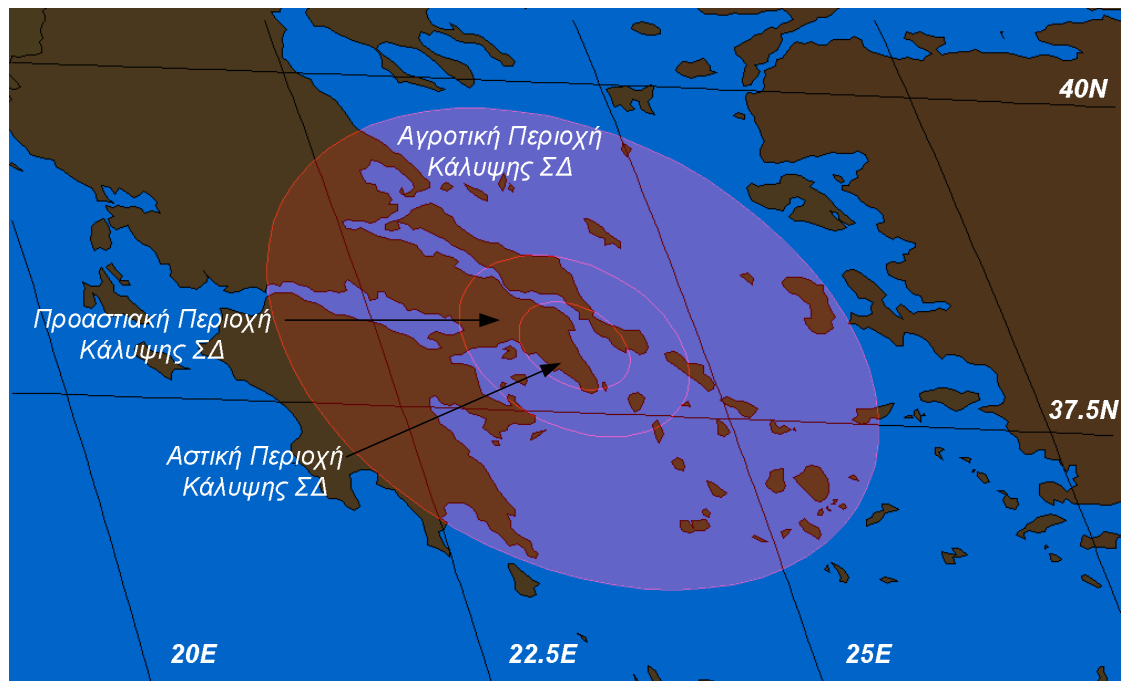 40N
Αγροτική Περιοχή
Κάλυψης ΣΔ
Προαστιακή Περιοχή
Κάλυψης ΣΔ
37.5N
Αστική Περιοχή
Κάλυψης ΣΔ
20E
22.5E
25E